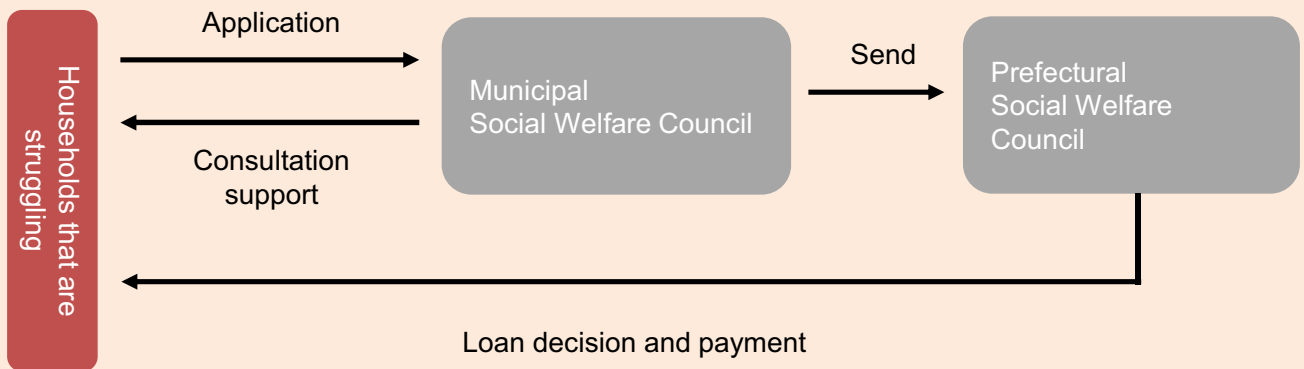 Households that are
struggling
Application
Consultation
support
Municipal
Social Welfare Council
Send
Prefectural
Social Welfare
Council
Loan decision and payment